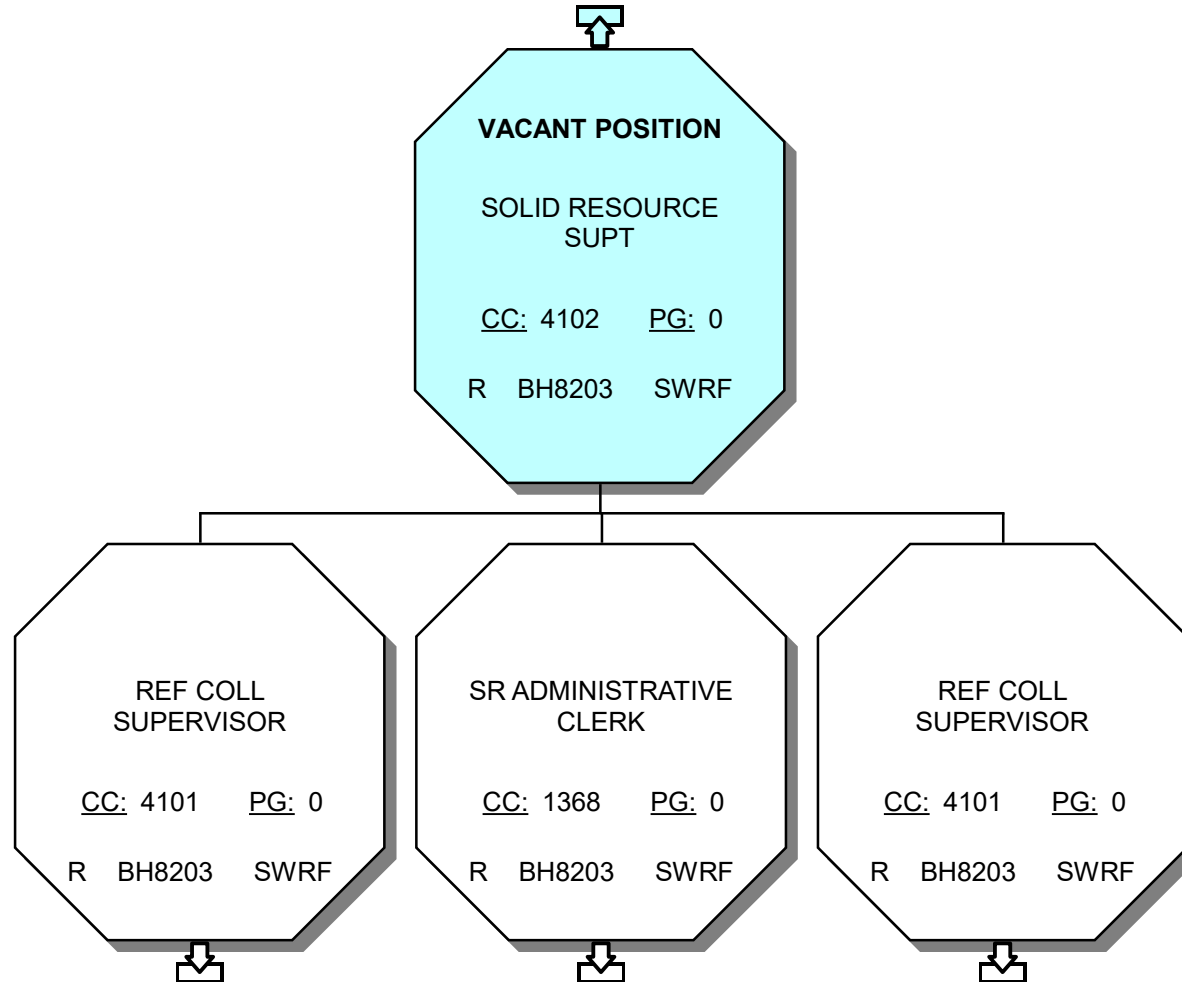 VACANT POSITION
SOLID RESOURCE
SUPT
CC: 4102 PG: 0
R BH8203 SWRF
REF COLL
SUPERVISOR
CC: 4101 PG: 0
R BH8203 SWRF
SR ADMINISTRATIVE
CLERK
CC: 1368 PG: 0
R BH8203 SWRF
REF COLL
SUPERVISOR
CC: 4101 PG: 0
R BH8203 SWRF